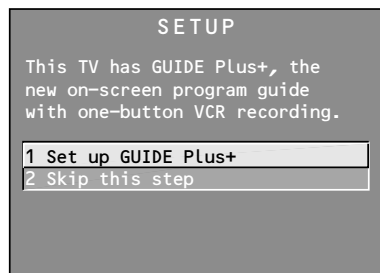 SETUP
This TV has GUIDE Plus+, the
new on-screen program guide
with one-button VCR recording.
1 Set up GUIDE Plus+
2 Skip this step